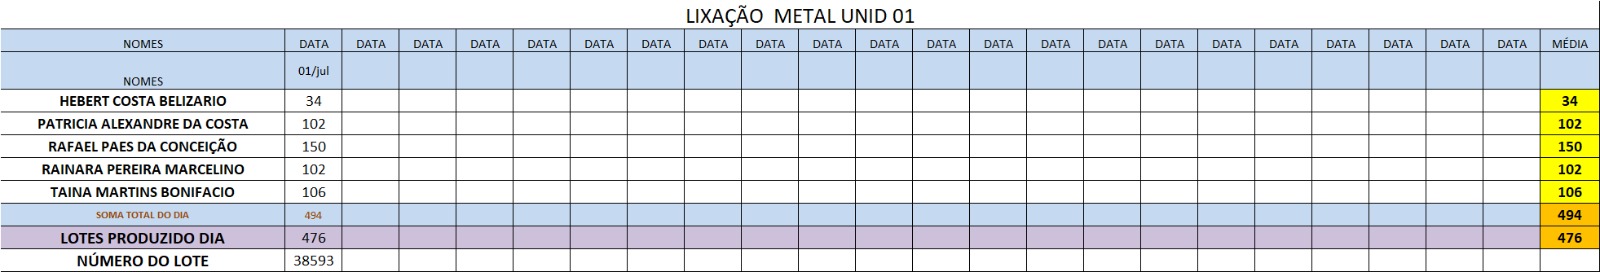 LIXAÇÃO METAL UNID 01
NOMES DATA DATA DATA DATA DATA DATA DATA DATA DATA DATA DATA DATA DATA DATA DATA DATA DATA DATA DATA DATA DATA DATA MÉDIA
NOMES 01/jul
HEBERT COSTA BELIZARIO 34 34
PATRICIA ALEXANDRE DA COSTA 102 102
RAFAEL PAES DA CONCEIÇÃO 150 150
RAINARA PEREIRA MARCELINO 102 102
TAINA MARTINS BONIFACIO 106 106
SOMA TOTAL DO DIA 494 494
LOTES PRODUZIDO DIA 476 476
NÚMERO DO LOTE 38593